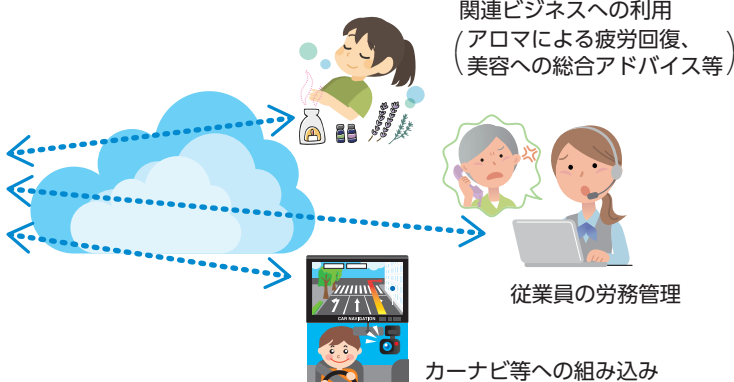 関連ビジネスへの利用
(アロマによる疲労回復、
美容への総合アドバイス等)
従業員の労務管理
CAR NAVIGATION
カーナビ等への組み込み